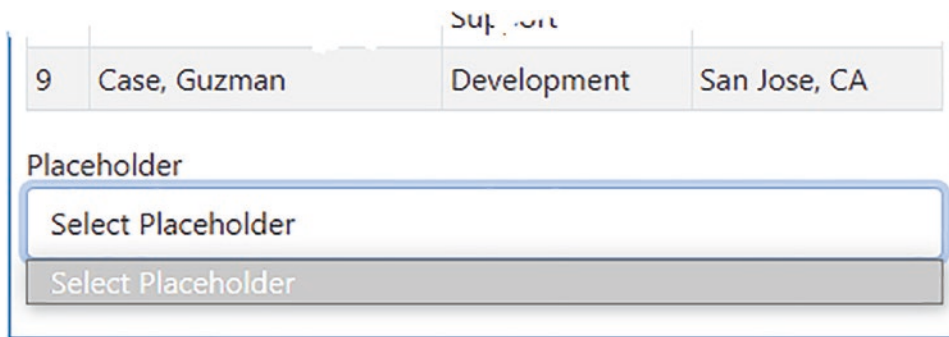 9 Case, Guzman Development San Jose, CA
Placeholder
Select Placeholder
Select Placeholder